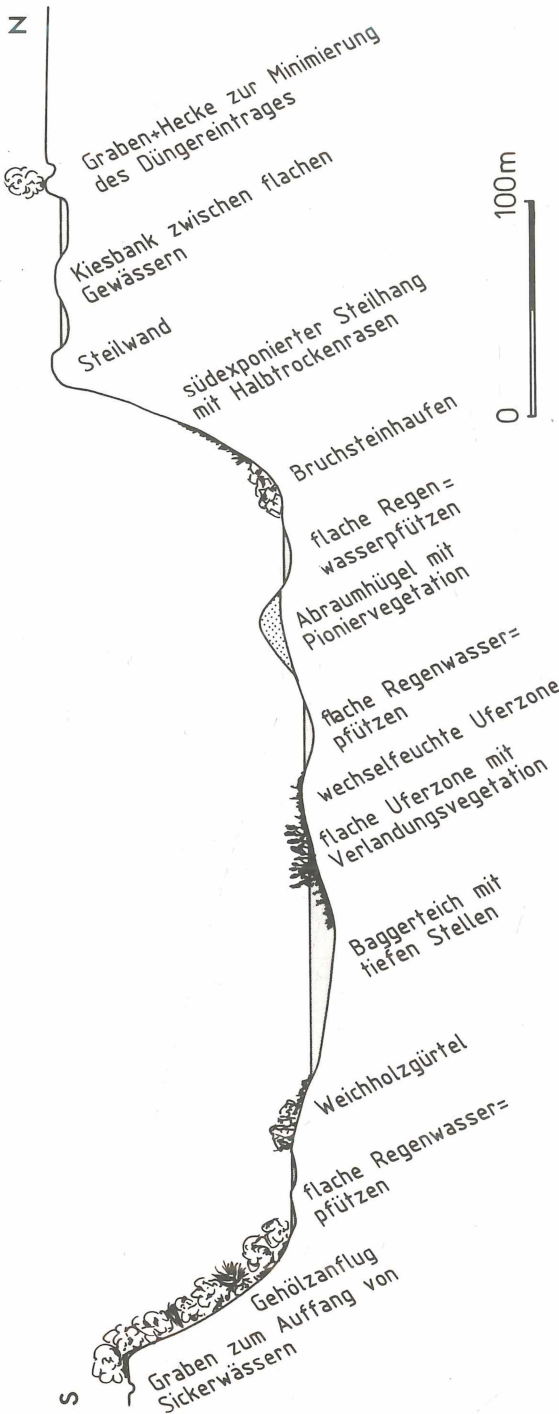 N
Graben+Hecke zur Minimierung
des Düngereintrages
Kiesbank zwischen flachen
Gewässern
Steilwand
südexponierter Steilhang
mit Halbtrockenrasen
Bruchsteinhaufen
flache Regen=
wasserpfützen
Abraumhügel mit
Pioniervegetation
flache Regenwasser=
pfützen
wechselfeuchte Uferzone
flache Uferzone mit
Verlandungsvegetation
Baggerteich mit
tiefen Stellen
Weichholzgürtel
flache Regenwasser=
pfützen
Gehölzanflug
Graben zum Auffang von
Sickerwässern
S
0
100m